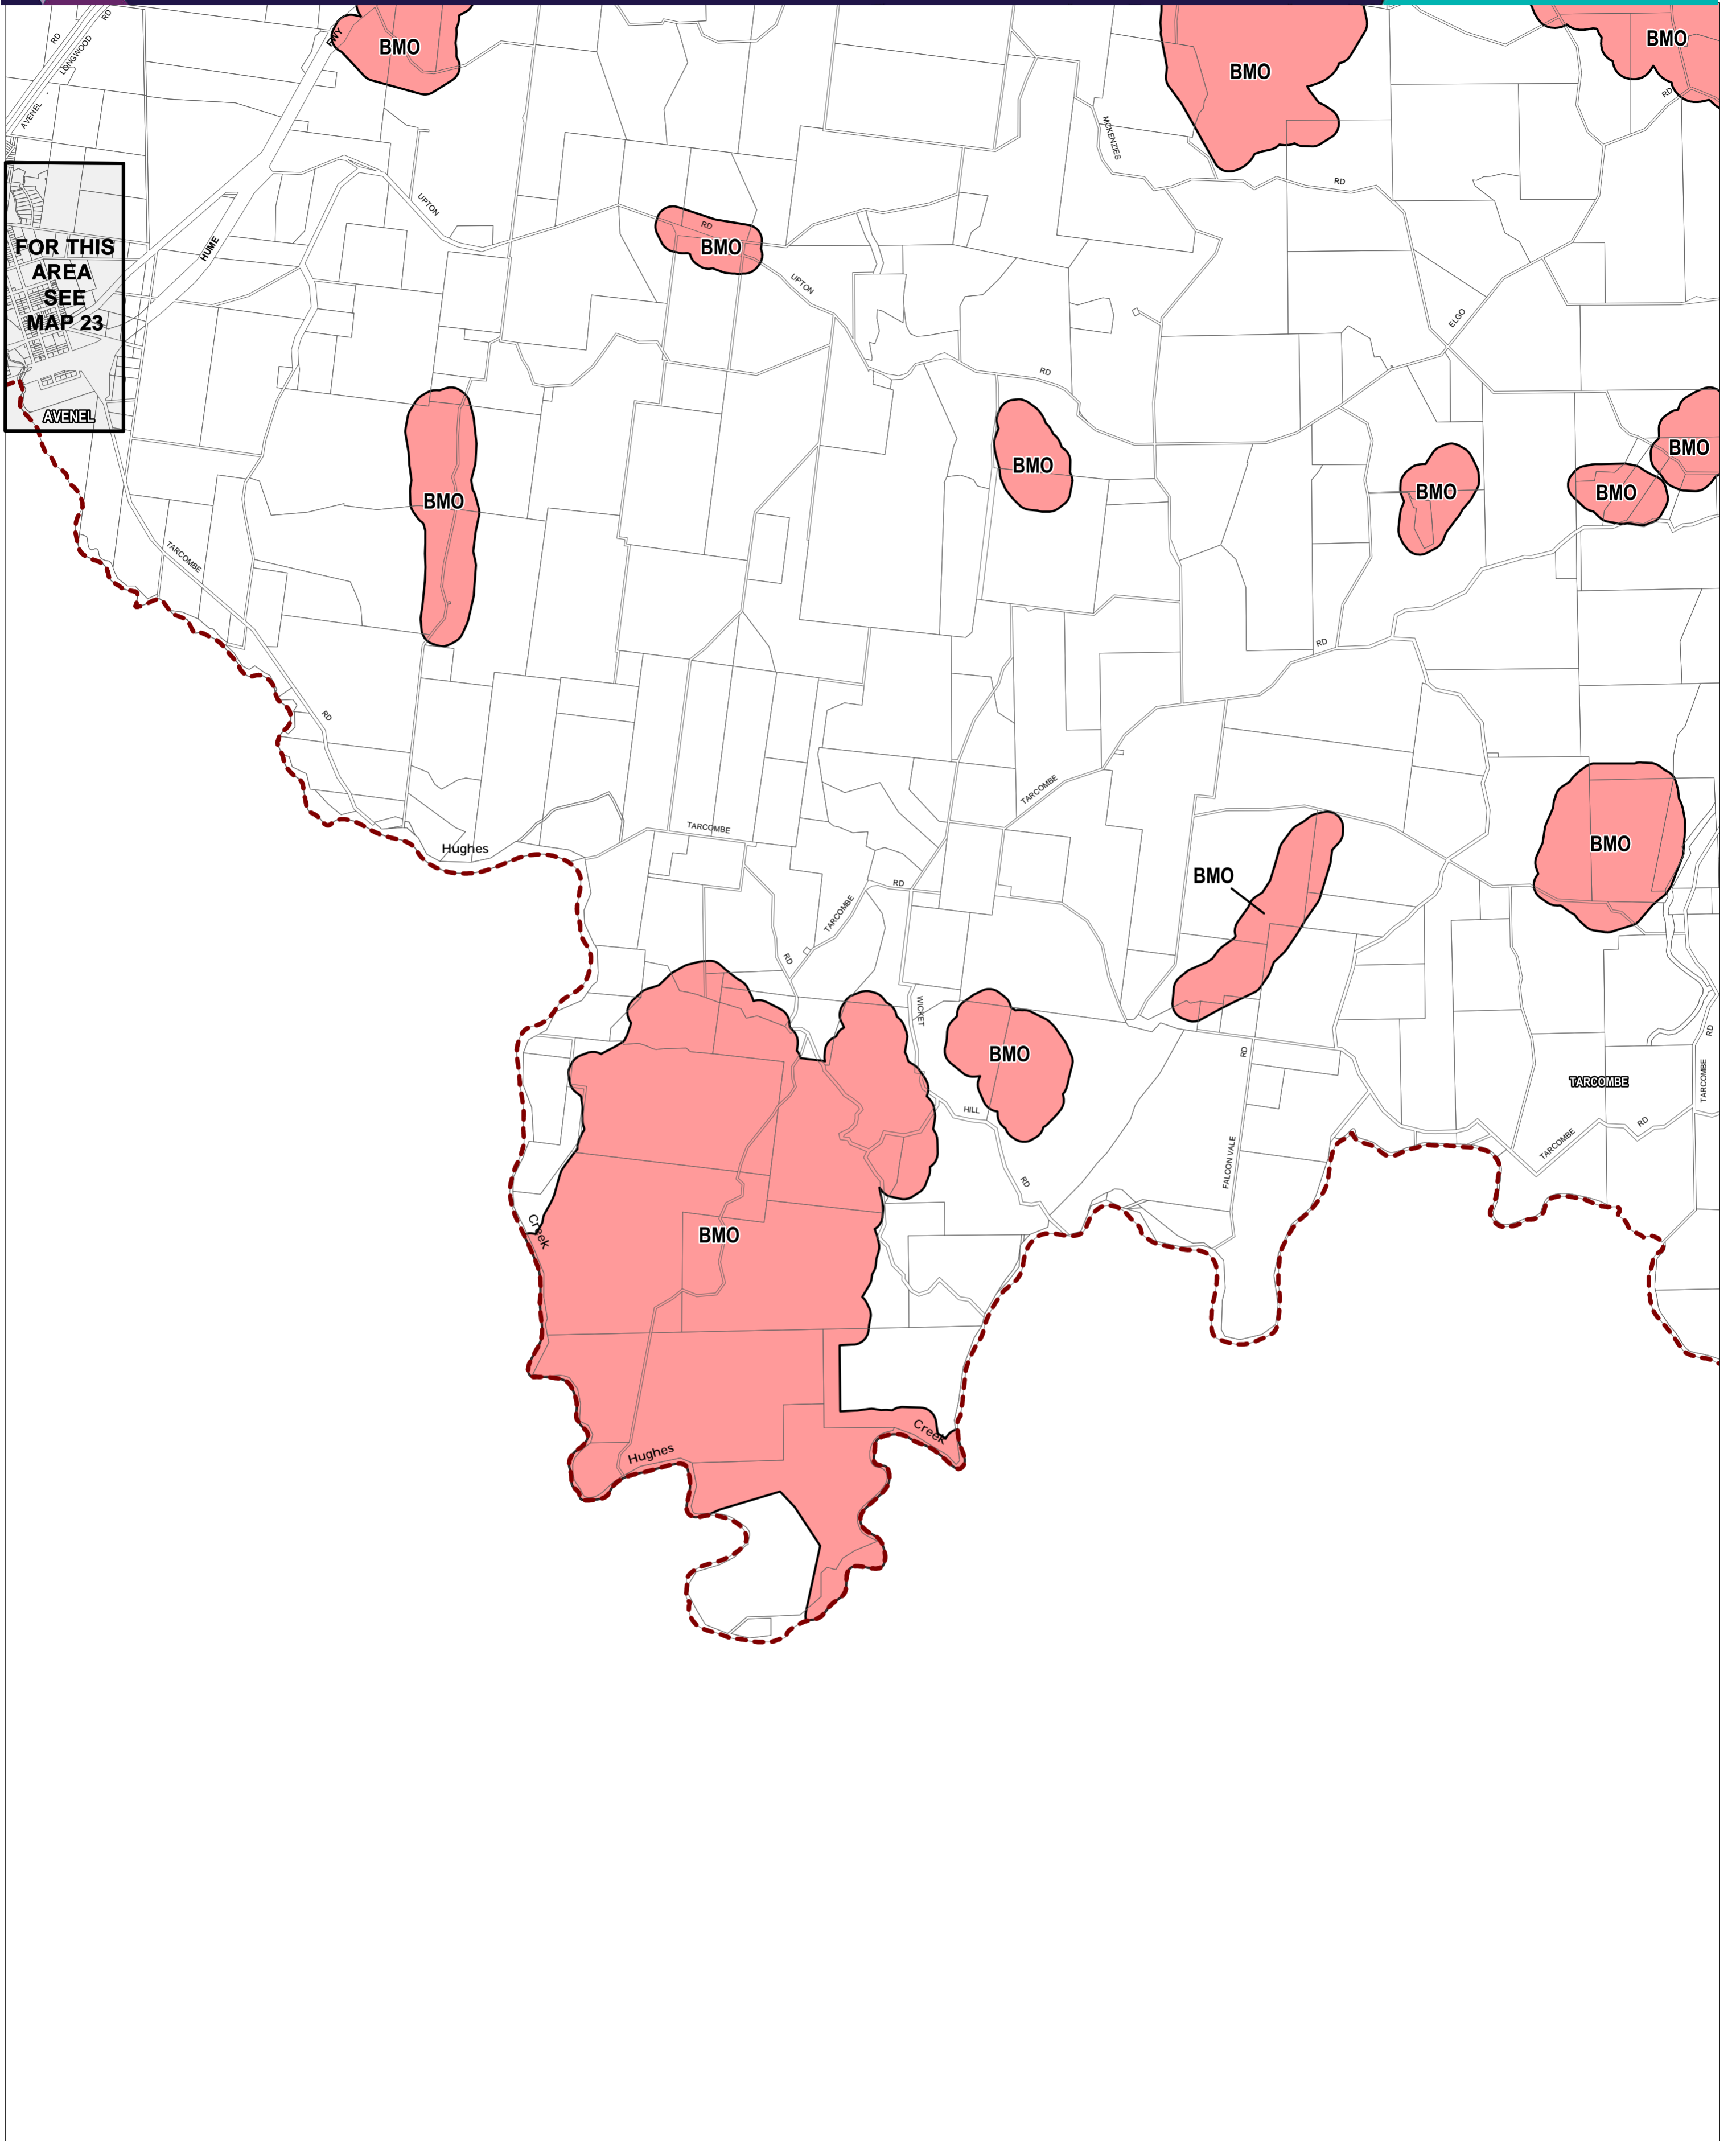 RD
LONGWOOD
RD
AVENEL
FWY
BMO
BMO
BMO
RD
MCKENZIES
RD
UPTON
HUME
RD
BMO
UPTON
FOR THIS
AREA
SEE
MAP 23
AVENEL
ELGO
RD
BMO
BMO
BMO
BMO
BMO
TARCOMBE
RD
RD
TARCOMBE
TARCOMBE
Hughes
BMO
BMO
RD
TARCOMBE
RD
WICKET
BMO
RD
RD
TARCOMBE
TARCOMBE
HILL
RD
TARCOMBE
FALCON VALE
RD
Creek
BMO
Creek
Hughes